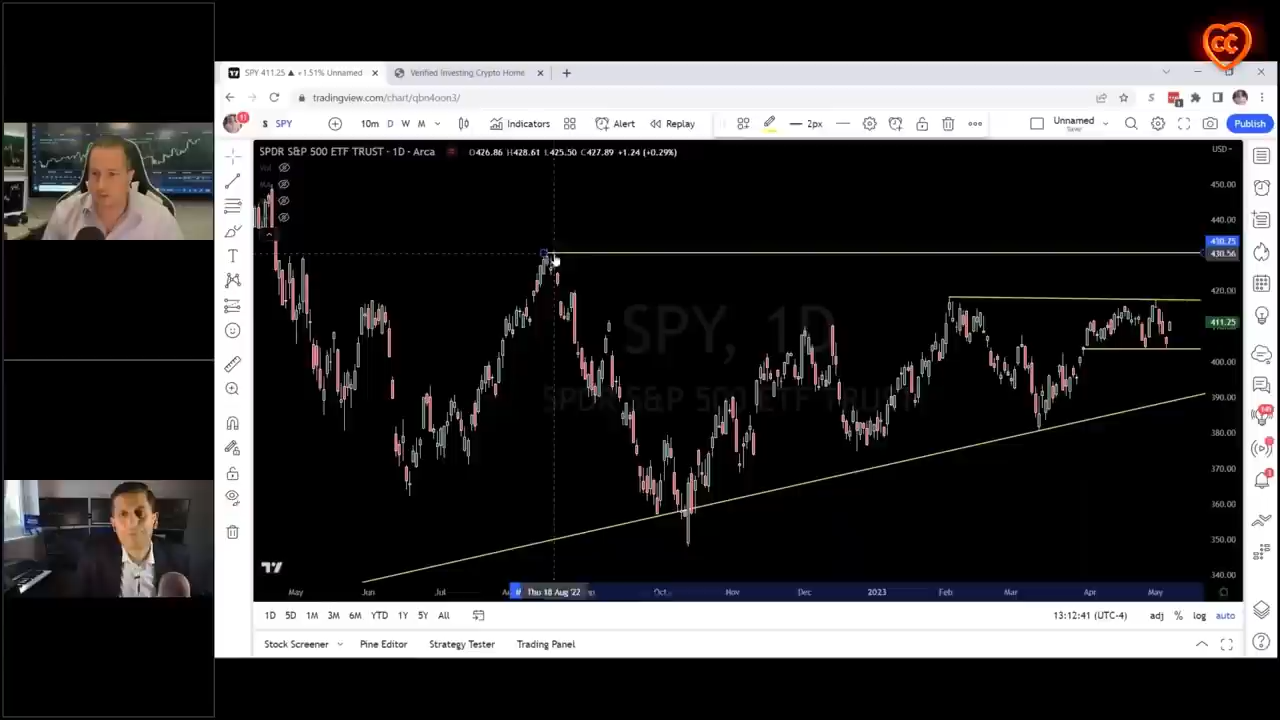 CC
SPY 411.25 ▲ +1.51% Unnamed
Verified Investing Crypto Home
tradingview.com/chart/qbn4oon3/
11
S SPY
10m D W M
Indicators
Alert
Replay
2px
Unnamed
Save
Publish
SPDR S&P 500 ETF TRUST · 1D · Arca
O426.86 H428.61 L425.50 C427.89 +1.24 (+0.29%)
USD
Vol
450.00
440.00
430.75
430.56
420.00
411.25
400.00
390.00
380.00
370.00
360.00
350.00
340.00
SPY, 1D
SPDR S&P 500 ETF TRUST
May
Jun
Jul
Thu 18 Aug '22
Oct
Nov
Dec
2023
Feb
Mar
Apr
May
1D 5D 1M 3M 6M YTD 1Y 5Y All
13:12:41 (UTC-4)
adj % log auto
Stock Screener
Pine Editor
Strategy Tester
Trading Panel